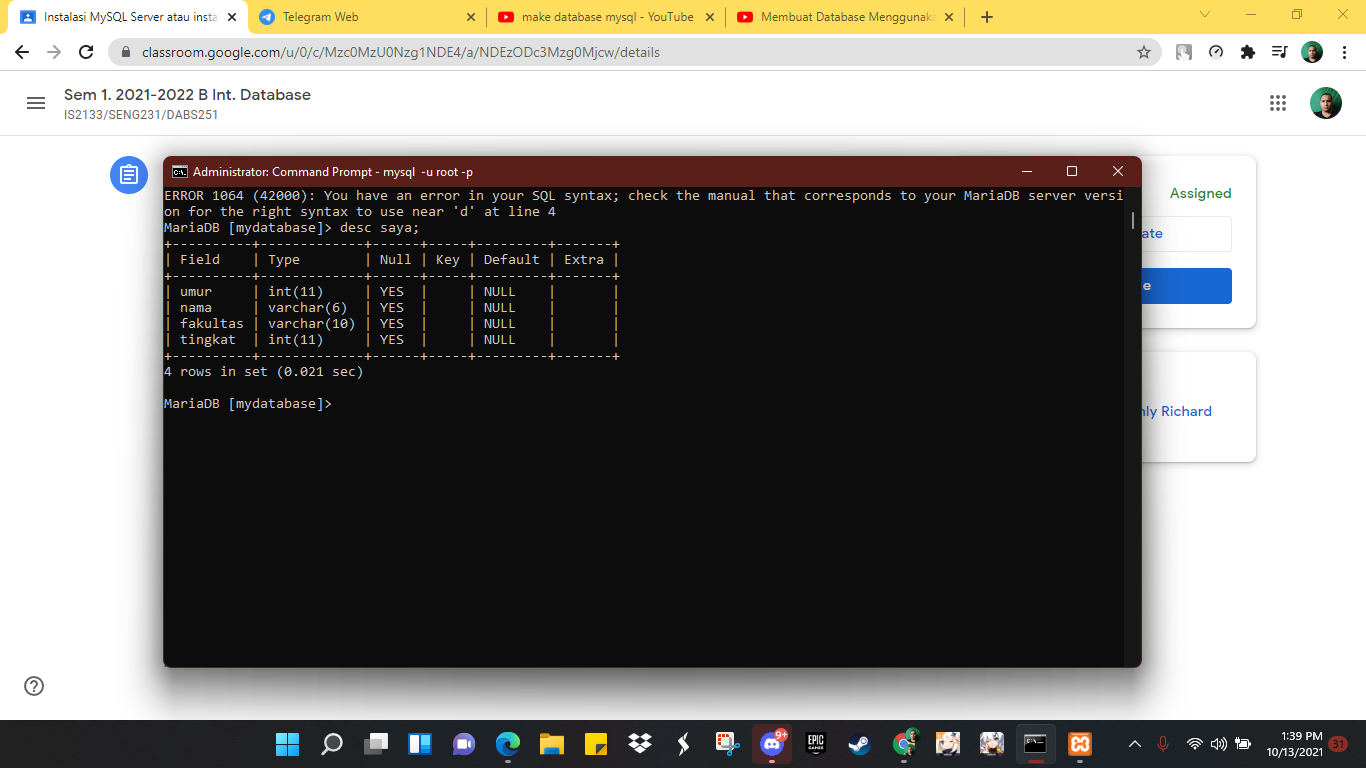 Instalasi MySQL Server atau insta
Telegram Web
make database mysql - YouTube
Membuat Database Menggunaka
classroom.google.com/u/0/c/Mzc0MzU0Nzg1NDE4/a/NDEzODc3Mzg0Mjcw/details
Sem 1. 2021-2022 B Int. Database
IS2133/SENG231/DABS251
Assigned
ate
e
nly Richard
Administrator: Command Prompt - mysql -u root -p
ERROR 1064 (42000): You have an error in your SQL syntax; check the manual that corresponds to your MariaDB server versi
on for the right syntax to use near 'd' at line 4
MariaDB [mydatabase]> desc saya;
+----------+-------------+------+-----+---------+-------+
| Field    | Type        | Null | Key | Default | Extra |
+----------+-------------+------+-----+---------+-------+
| umur     | int(11)     | YES  |     | NULL    |       |
| nama     | varchar(6)  | YES  |     | NULL    |       |
| fakultas | varchar(10) | YES  |     | NULL    |       |
| tingkat  | int(11)     | YES  |     | NULL    |       |
+----------+-------------+------+-----+---------+-------+
4 rows in set (0.021 sec)
MariaDB [mydatabase]>
9+
EPIC
GAMES
1:39 PM
10/13/2021
31